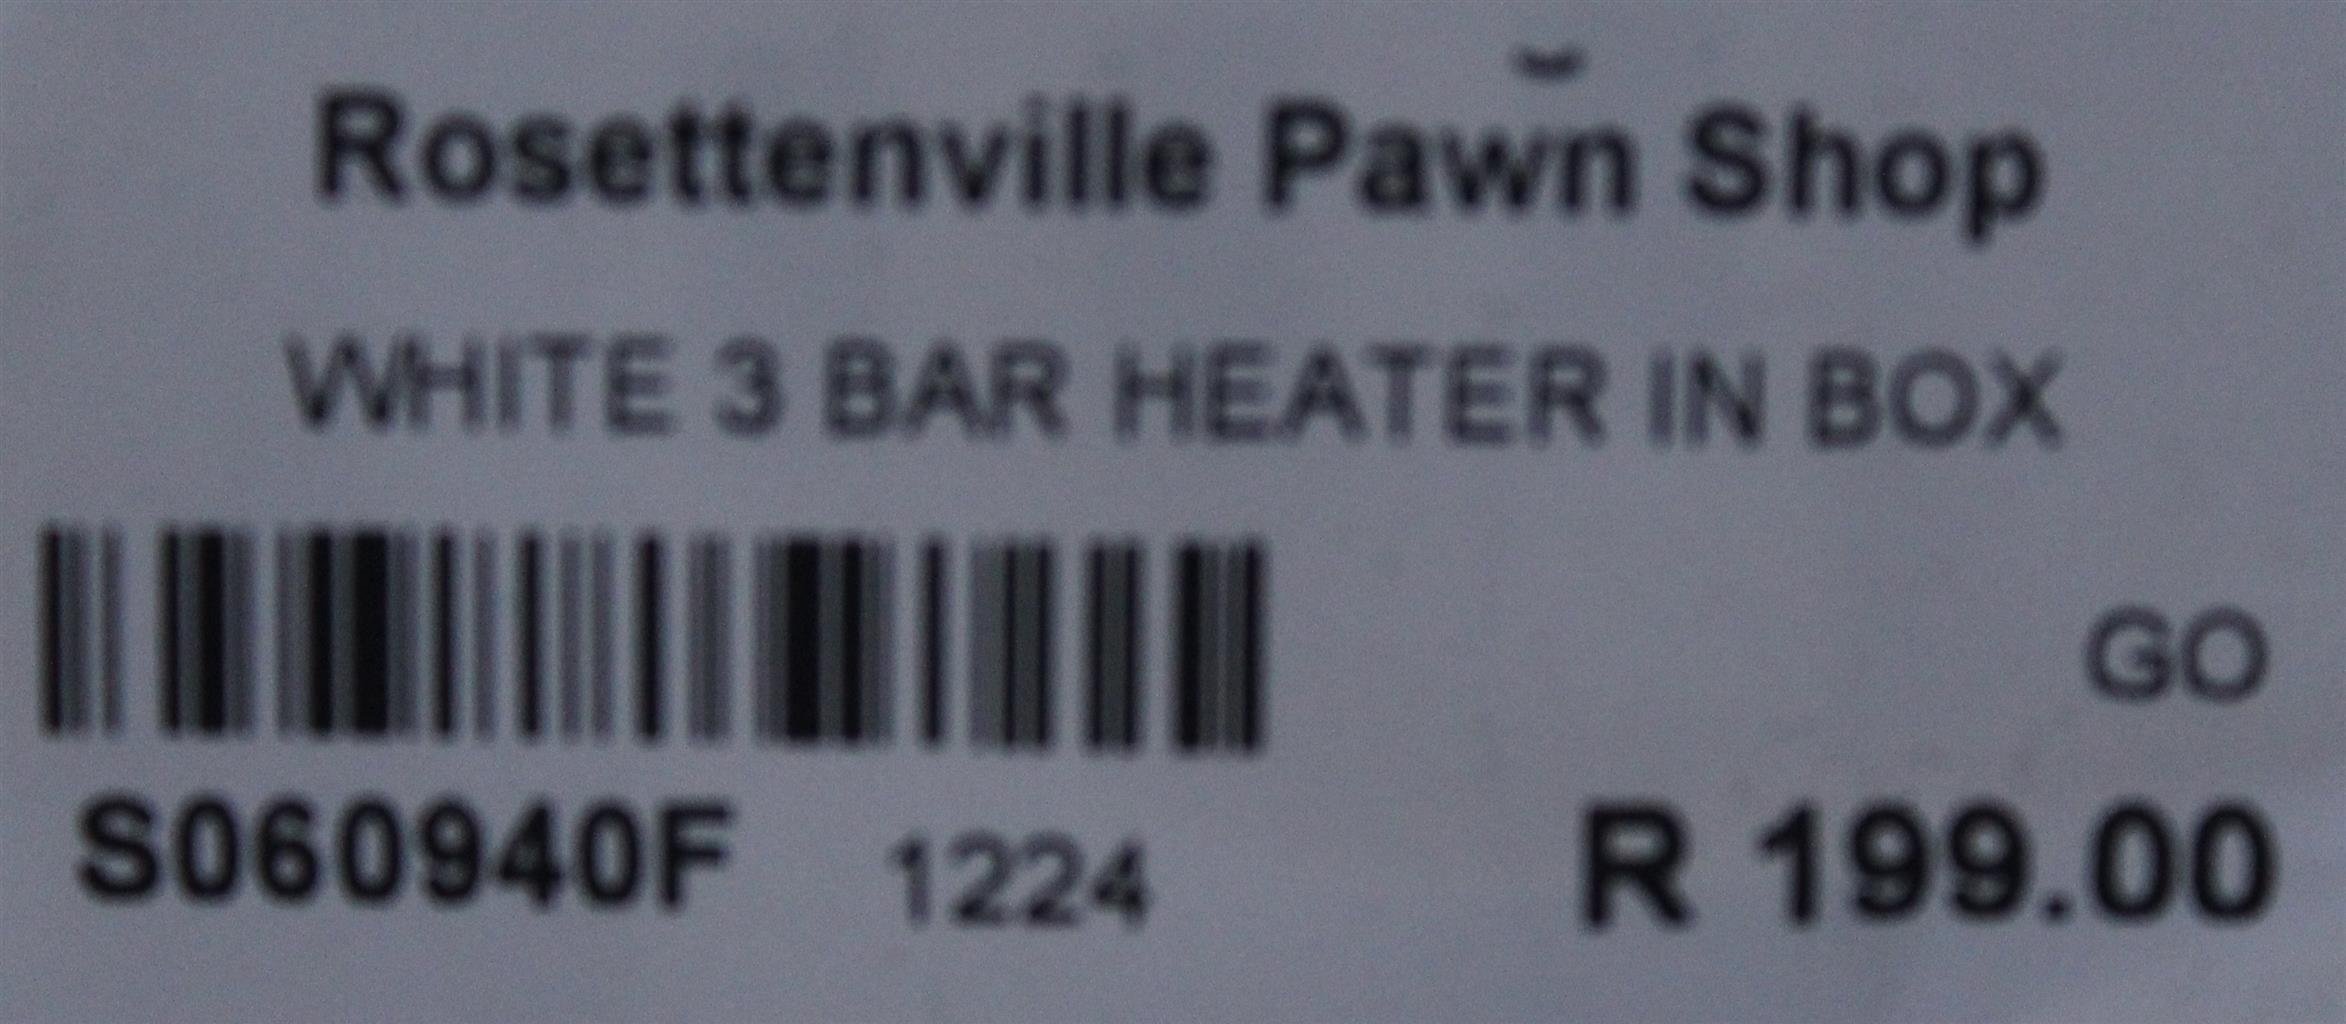 Rosettenville Pawn Shop
WHITE 3 BAR HEATER IN BOX
GO
S060940F 1224 R 199.00